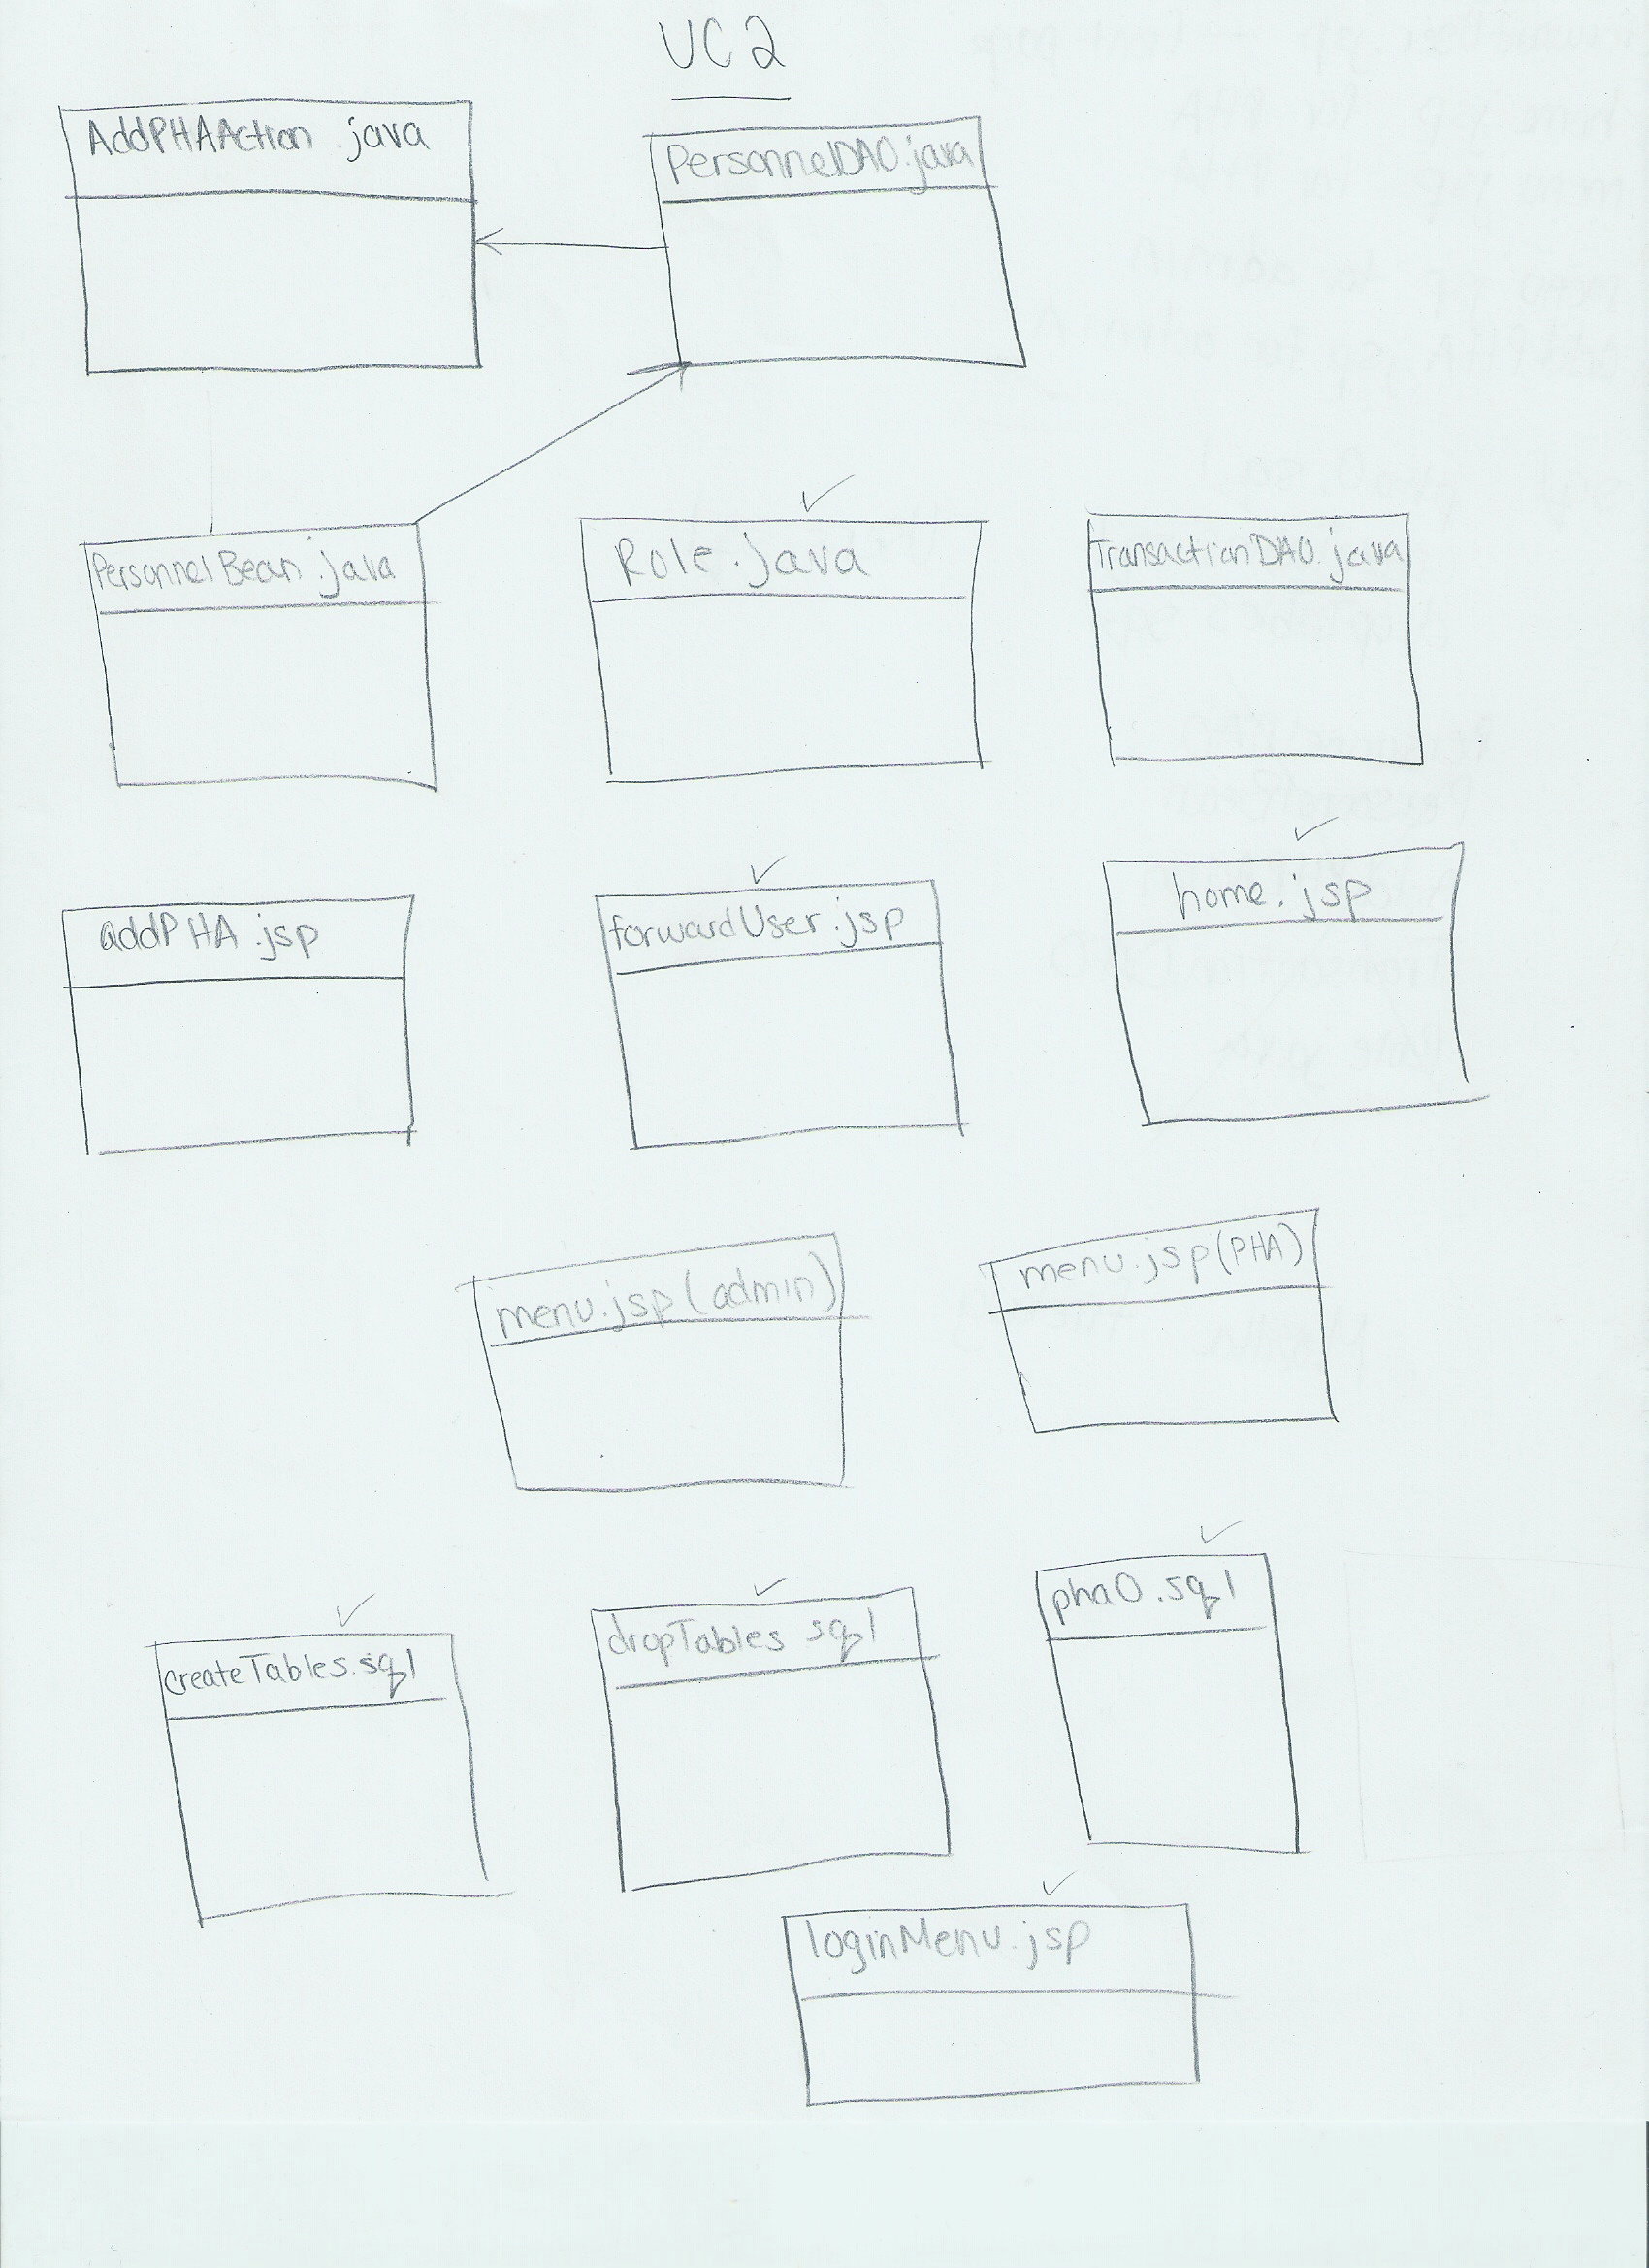 UC2
AddPHAAction.java
PersonnelDAO.java
PersonnelBean.java
Role.java
TransactionDAO.java
addPHA.jsp
forwardUser.jsp
home.jsp
menu.jsp(admin)
menu.jsp(PHA)
createTables.sql
dropTables sql
pha0.sql
loginMenu.jsp